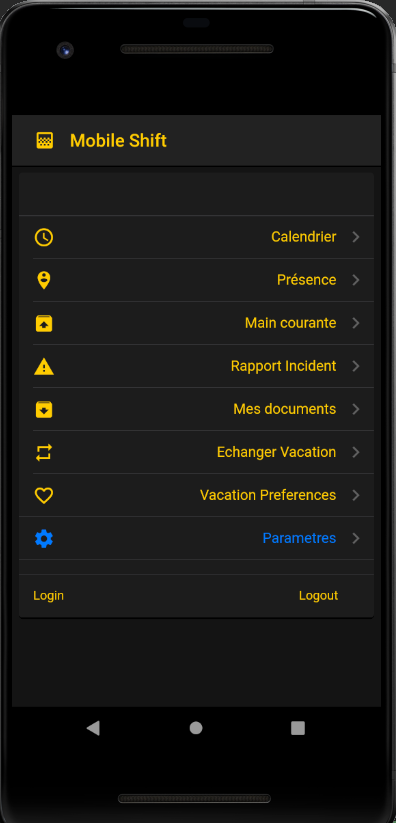 Mobile Shift
Calendrier
Présence
Main courante
Rapport Incident
Mes documents
Echanger Vacation
Vacation Preferences
Parametres
Login Logout